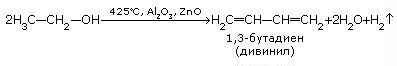 2H₃C—CH₂—OH 425°C, Al₂O₃, ZnO → H₂C=CH—CH=CH₂+2H₂O+H₂↑
1,3-бутадиен
(дивинил)